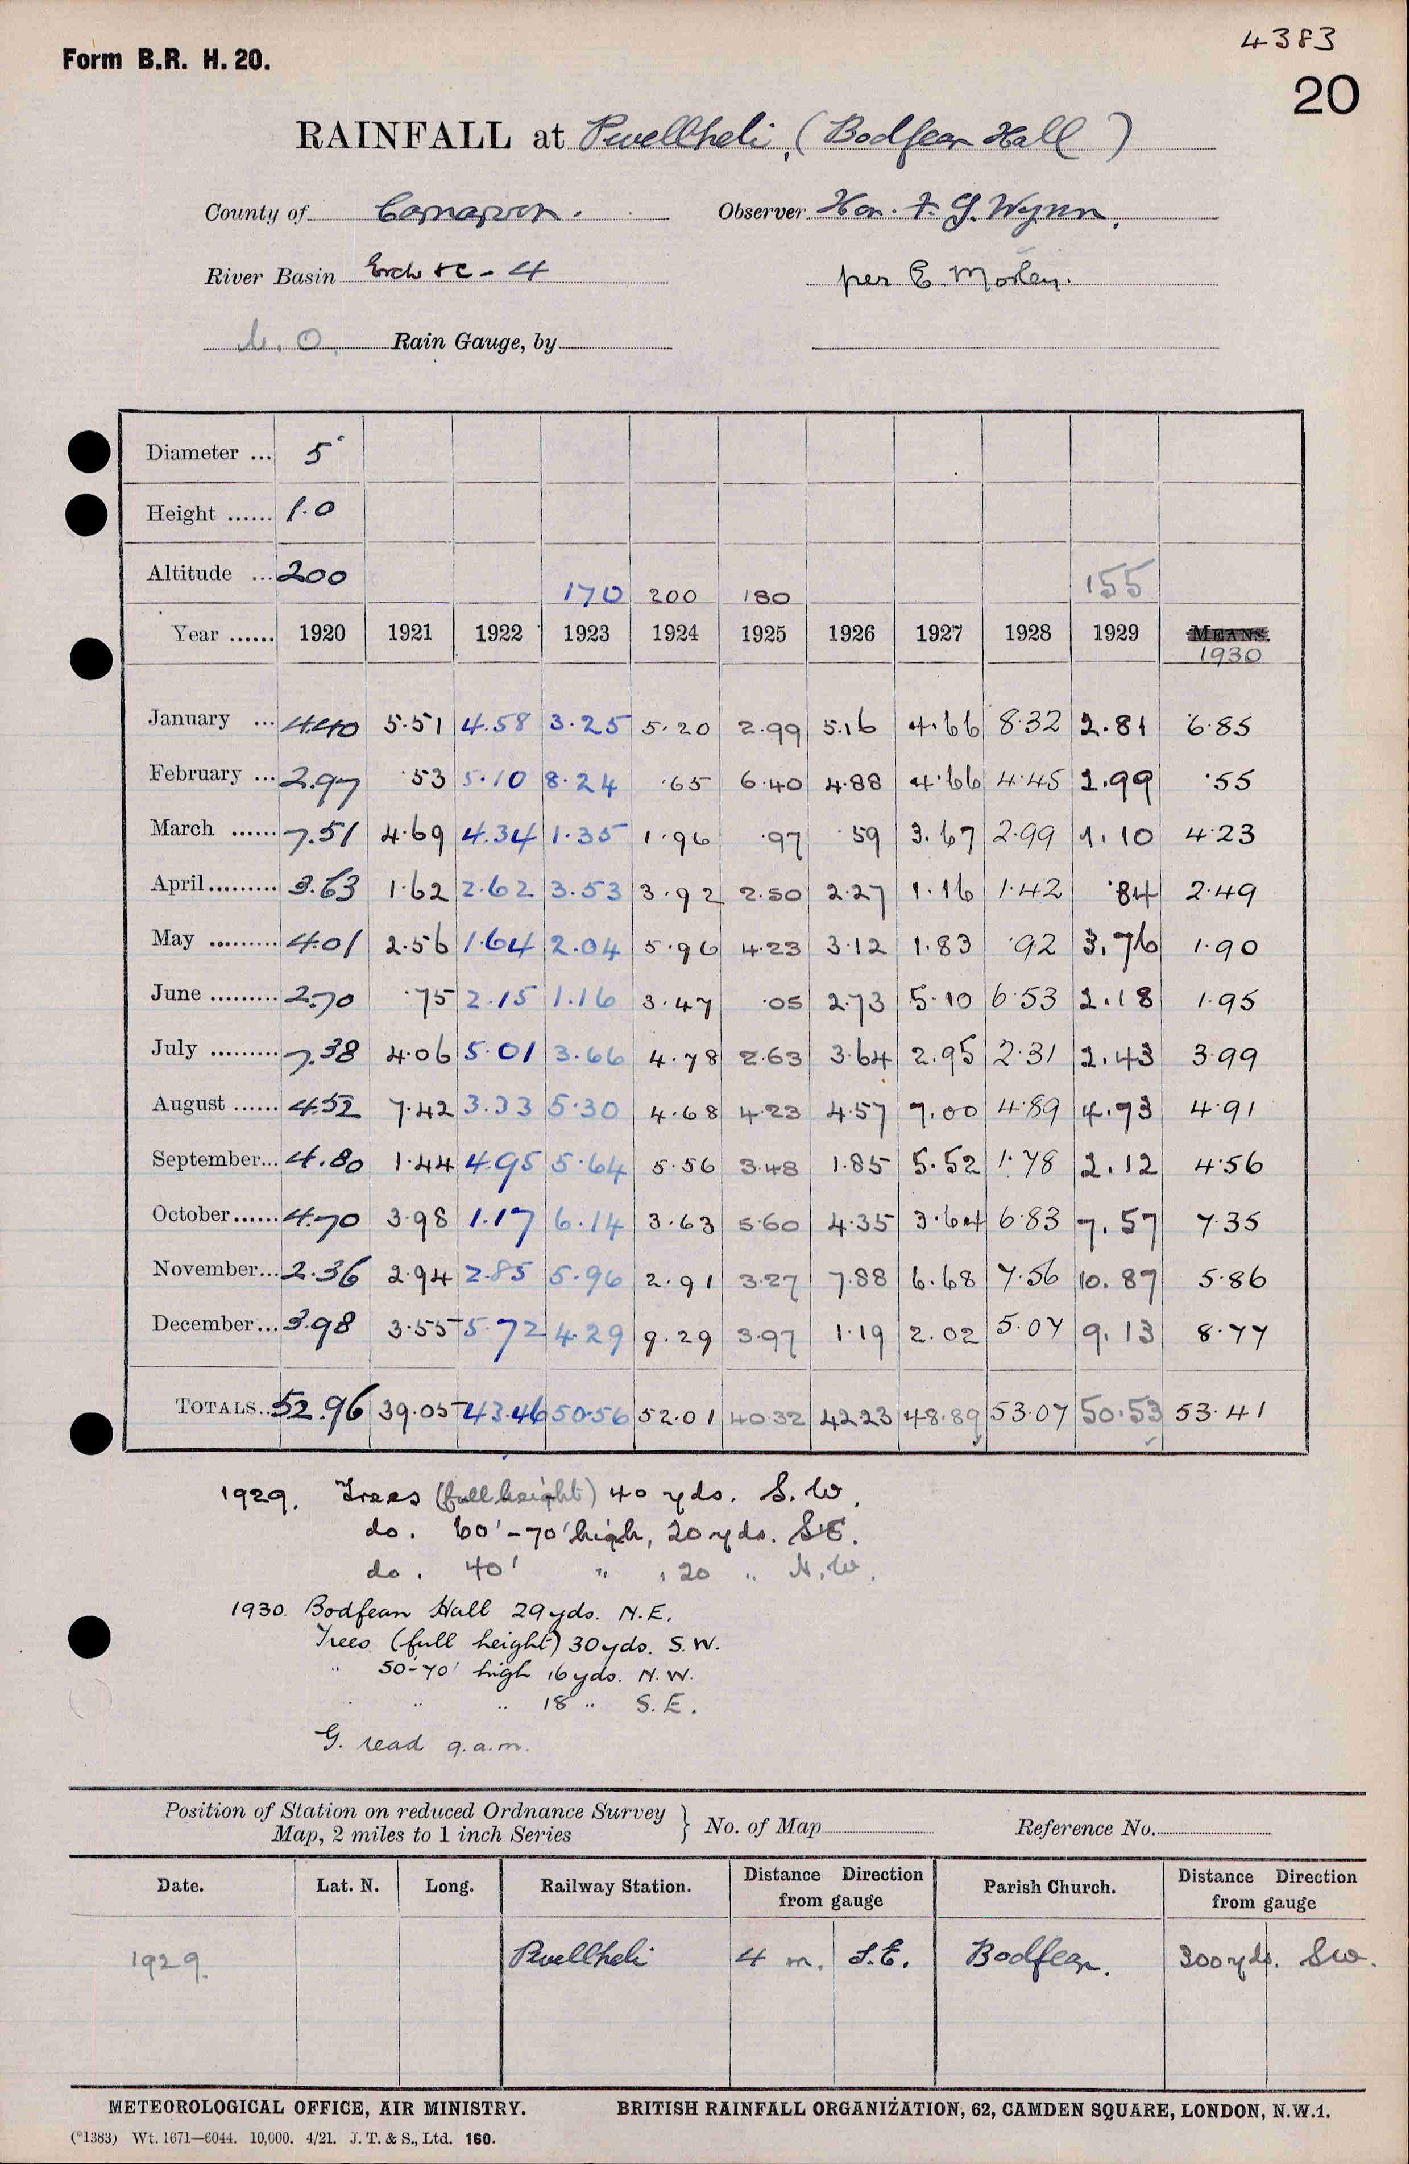 4383
Form B.R. H. 20.
20
RAINFALL at Pwellheli, (Bodfean Hall)
County of Carnarvon. Observer Hon. F. G. Wynn,
River Basin Erch &c - 4 per E. Morley.
M.O. Rain Gauge, by
Diameter ... 5"
Height ...... 1.0
Altitude ... 200 170 200 180 155
Year ...... 1920 1921 1922 1923 1924 1925 1926 1927 1928 1929 MEANS.
1930
January ... 4.40 5.51 4.58 3.25 5.20 2.99 5.16 4.66 8.32 2.81 6.85
February ... 2.97 .53 5.10 8.24 .65 6.40 4.88 4.66 4.45 2.99 .55
March ...... 7.51 4.69 4.34 1.35 1.96 .97 .59 3.67 2.99 1.10 4.23
April......... 3.63 1.62 2.62 3.53 3.92 2.50 2.27 1.16 1.42 .84 2.49
May ......... 4.01 2.56 1.64 2.04 5.96 4.23 3.12 1.83 .92 3.76 1.90
June ......... 2.70 .75 2.15 1.16 3.47 .05 2.73 5.10 6.53 2.18 1.95
July ......... 7.38 4.06 5.01 3.66 4.78 2.63 3.64 2.95 2.31 2.43 3.99
August ...... 4.52 7.42 3.33 5.30 4.68 4.23 4.57 7.00 4.89 4.73 4.91
September... 4.80 1.44 4.95 5.64 5.56 3.48 1.85 5.52 1.78 2.12 4.56
October...... 4.70 3.98 1.17 6.14 3.63 5.60 4.35 3.64 6.83 7.57 7.35
November... 2.36 2.94 2.85 5.96 2.91 3.27 7.88 6.68 7.56 10.87 5.86
December... 3.98 3.55 5.72 4.29 9.29 3.97 1.19 2.02 5.07 9.13 8.77
TOTALS.. 52.96 39.05 43.46 50.56 52.01 40.32 42.23 48.89 53.07 50.53 53.41
1929. Trees (full height) 40 yds. S.W.
do. 60'-70' high, 20 yds. S.E.
do. 40' " , 20 " N.W.
1930. Bodfean Hall 29 yds. N.E.
Trees (full height) 30 yds. S.W.
" 50'-70' high 16 yds. N.W.
" " " 18 " S.E.
G. read 9.a.m.
Position of Station on reduced Ordnance Survey
Map, 2 miles to 1 inch Series } No. of Map Reference No.
Date. Lat. N. Long. Railway Station. Distance Direction from gauge Parish Church. Distance Direction from gauge
1929. Pwellheli 4 m. S.E. Bodfean. 300 yds. SW.
METEOROLOGICAL OFFICE, AIR MINISTRY. BRITISH RAINFALL ORGANIZATION, 62, CAMDEN SQUARE, LONDON, N.W.1.
(*1383) Wt. 1671—6044. 10,000. 4/21. J. T. & S., Ltd. 160.